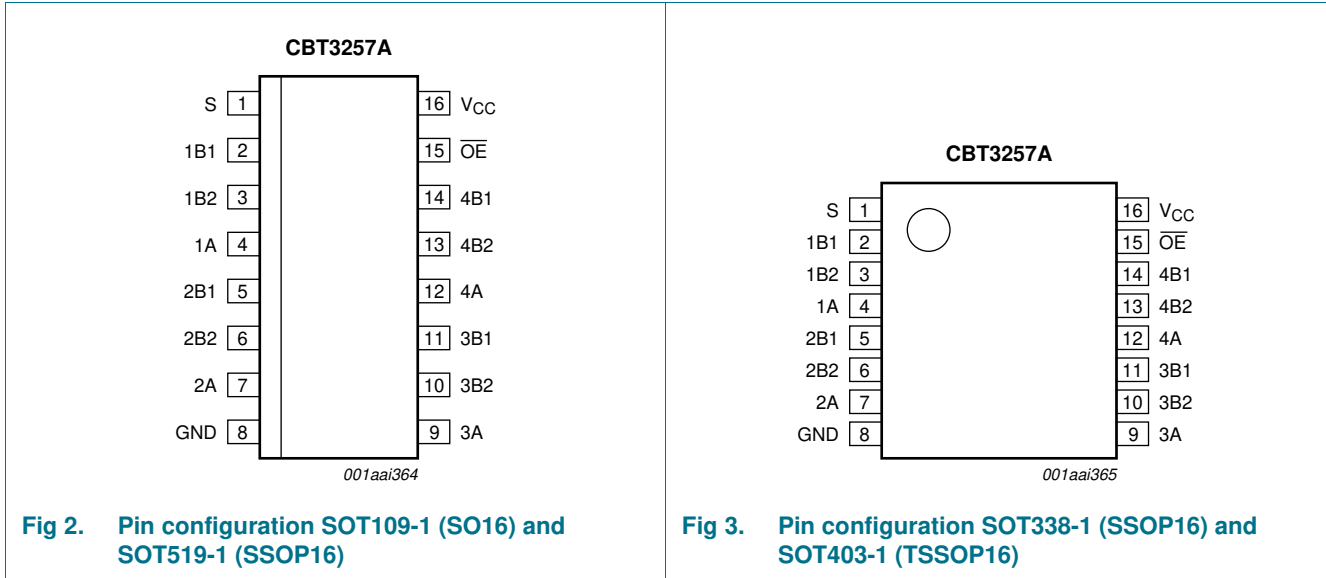 CBT3257A
S 1 16 VCC
1B1 2 15 OE
1B2 3 14 4B1
1A 4 13 4B2
2B1 5 12 4A
2B2 6 11 3B1
2A 7 10 3B2
GND 8 9 3A
001aai364
Fig 2. Pin configuration SOT109-1 (SO16) and
SOT519-1 (SSOP16)
CBT3257A
S 1 16 VCC
1B1 2 15 OE
1B2 3 14 4B1
1A 4 13 4B2
2B1 5 12 4A
2B2 6 11 3B1
2A 7 10 3B2
GND 8 9 3A
001aai365
Fig 3. Pin configuration SOT338-1 (SSOP16) and
SOT403-1 (TSSOP16)